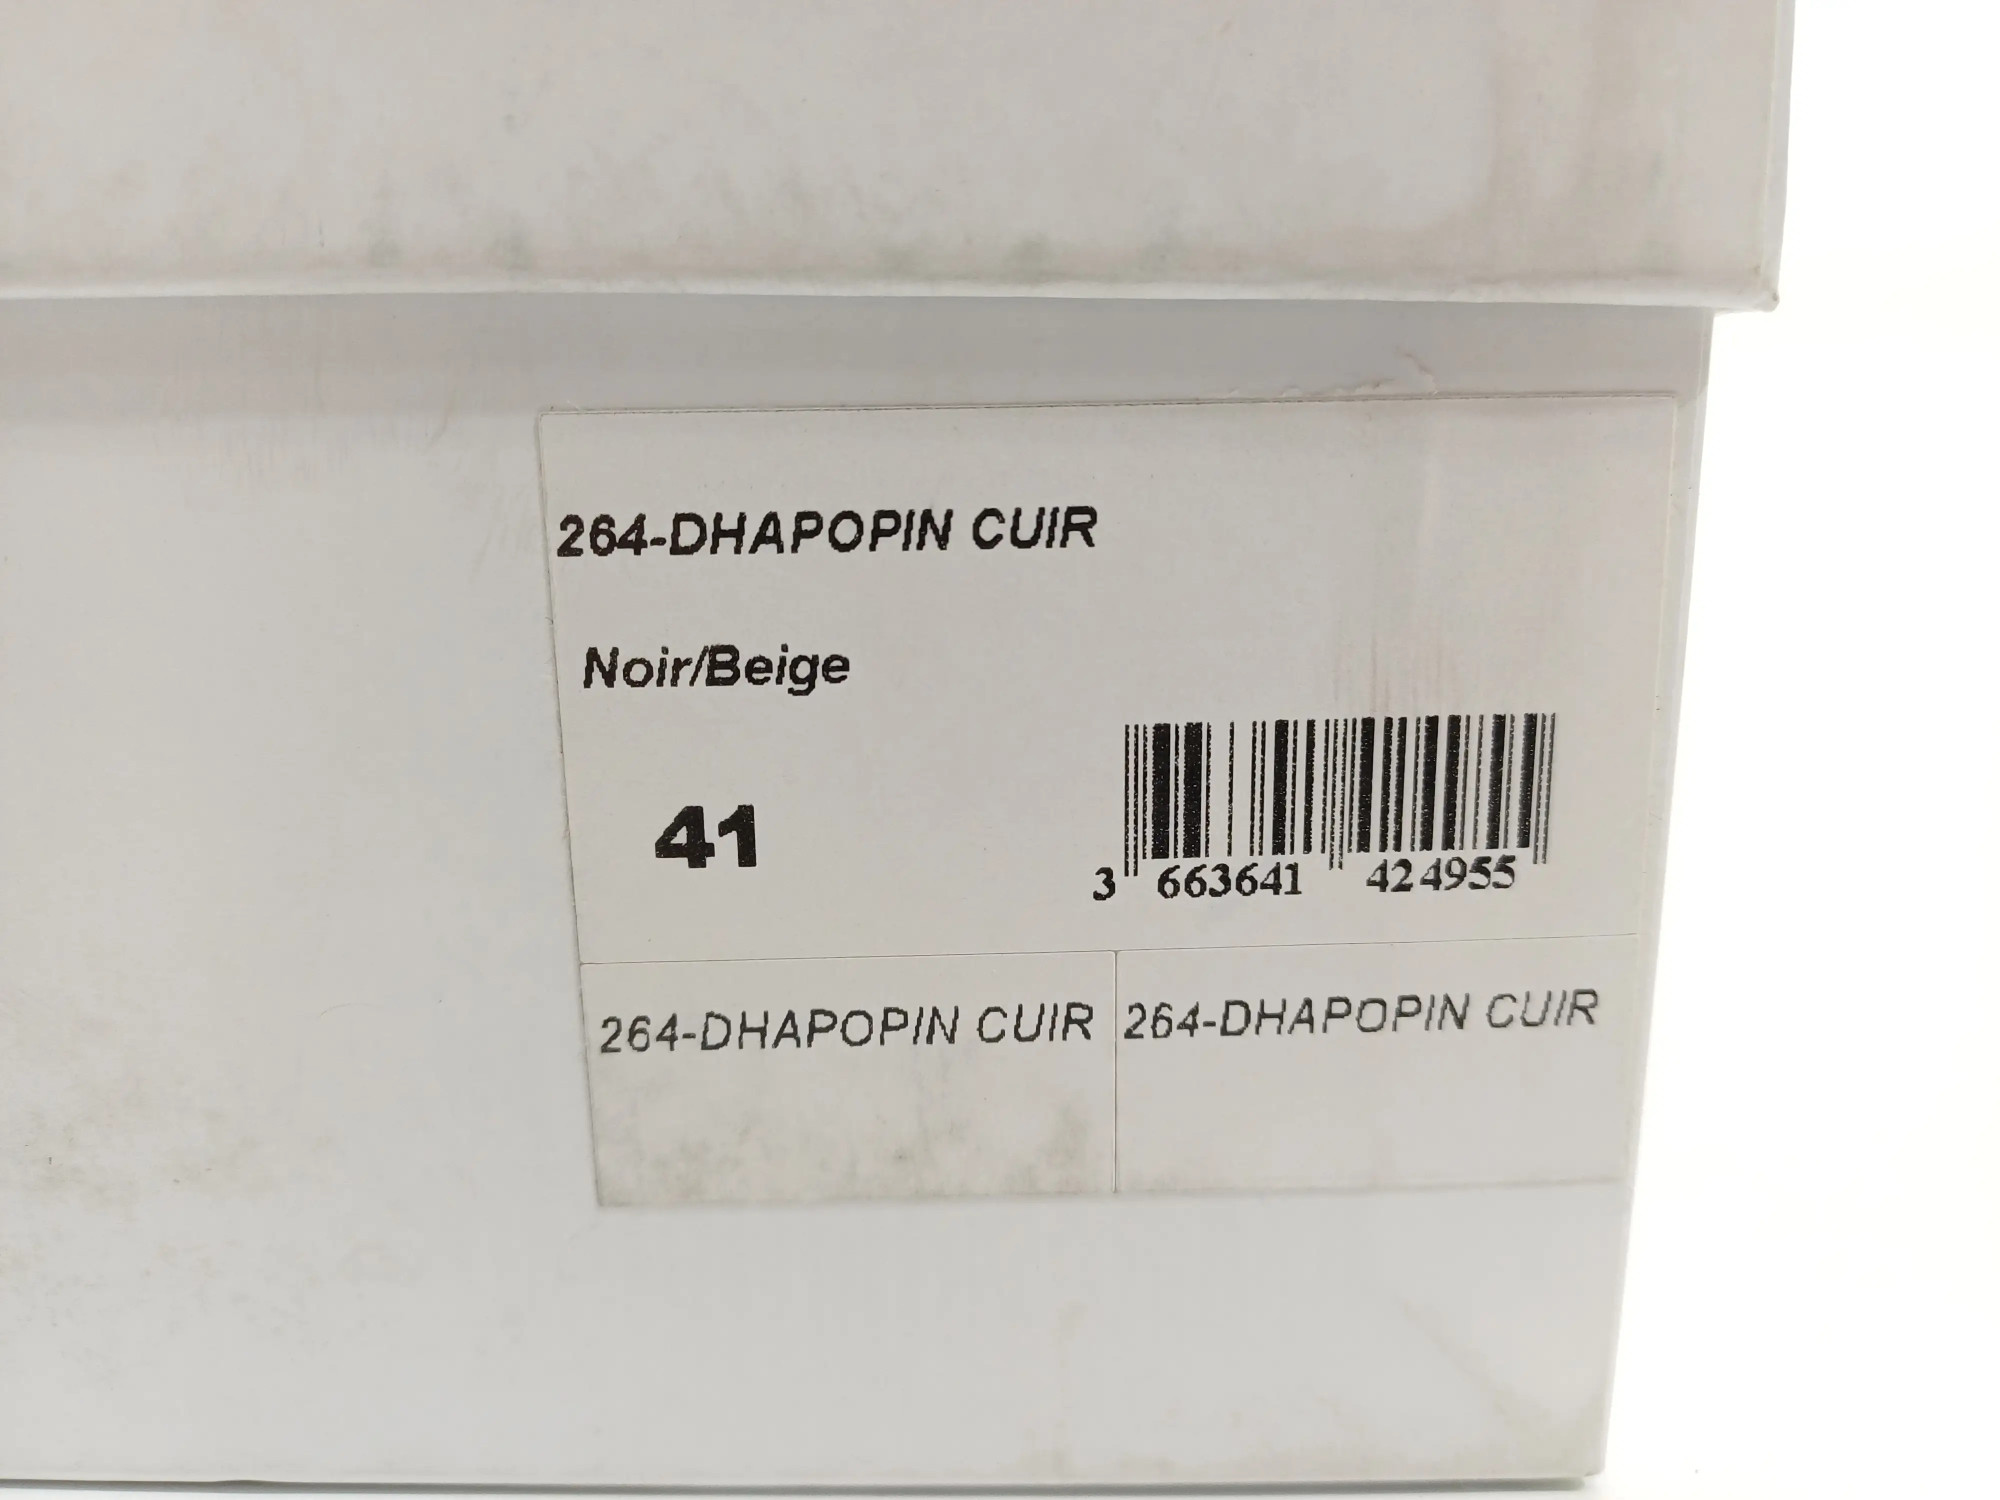 264-DHAPOPIN CUIR
Noir/Beige
41
3 663641 424955
264-DHAPOPIN CUIR
264-DHAPOPIN CUIR